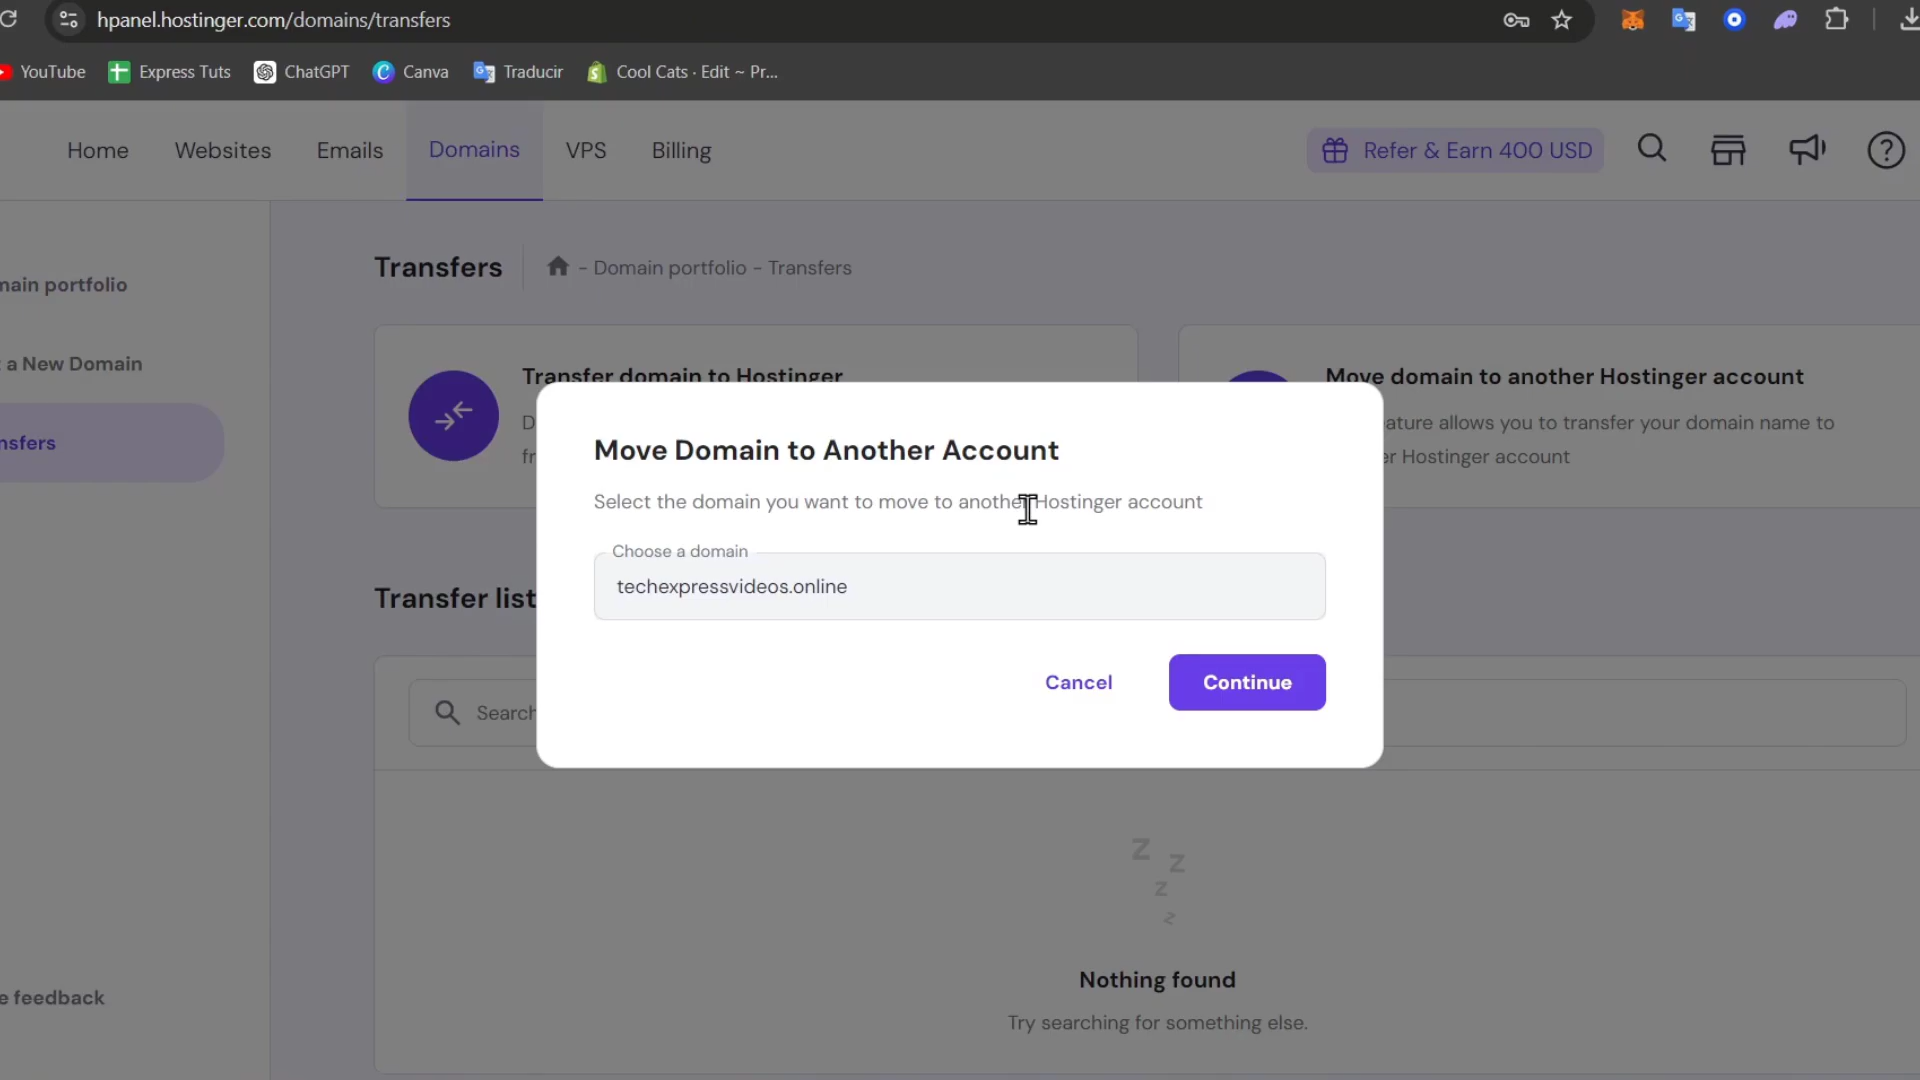 hpanel.hostinger.com/domains/transfers
YouTube Express Tuts ChatGPT Canva Traducir Cool Cats · Edit ~ Pr...
Home Websites Emails Domains VPS Billing Refer & Earn 400 USD
main portfolio
a New Domain
nsfers
e feedback
Transfers - Domain portfolio - Transfers
Transfer domain to Hostinger
D
fr
Move domain to another Hostinger account
ature allows you to transfer your domain name to
r Hostinger account
Move Domain to Another Account
Select the domain you want to move to another Hostinger account
Choose a domain
techexpressvideos.online
Cancel Continue
Transfer list
Search
z z
z
z
Nothing found
Try searching for something else.